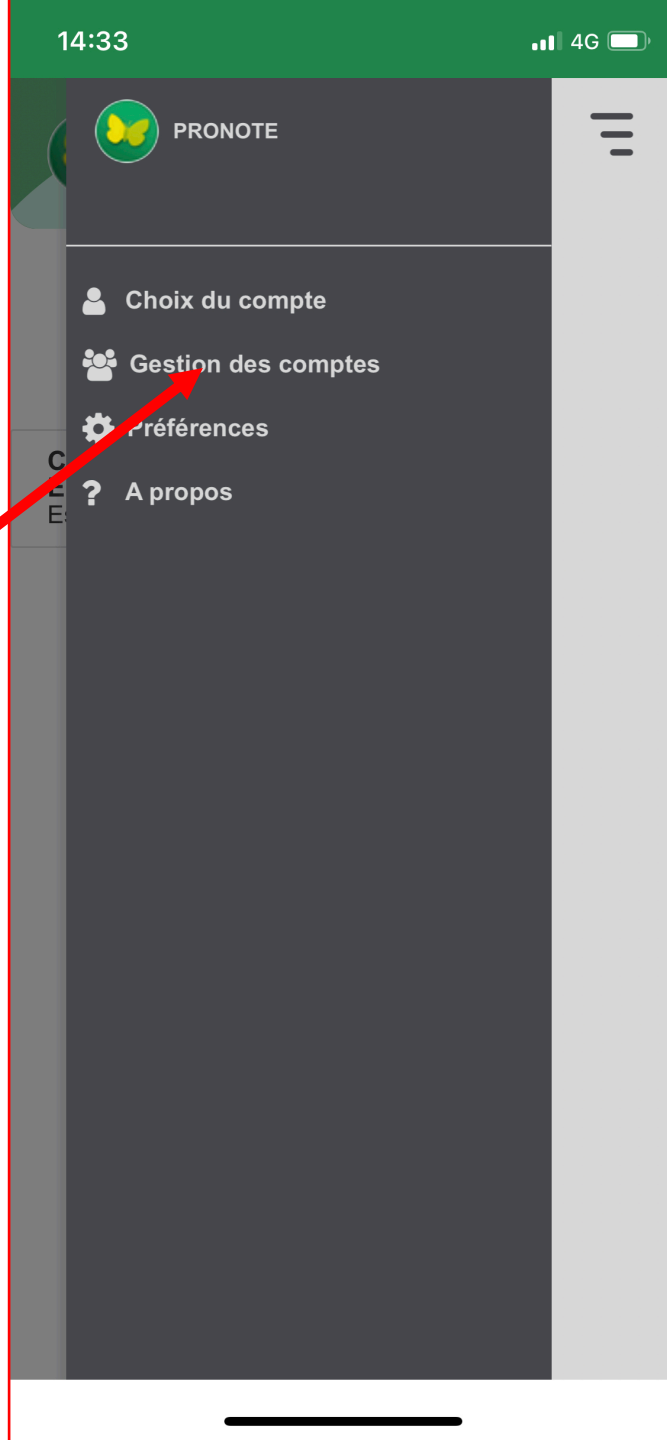 14:33
4G
PRONOTE
Choix du compte
Gestion des comptes
Préférences
A propos
C
E
E